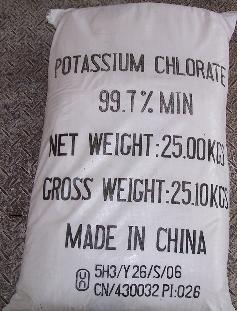 POTASSIUM CHLORATE
99.7% MIN
NET WEIGHT:25.00KGS
GROSS WEIGHT:25.10KGS
MADE IN CHINA
5H3/Y26/S/06
CN/430032 PI:026